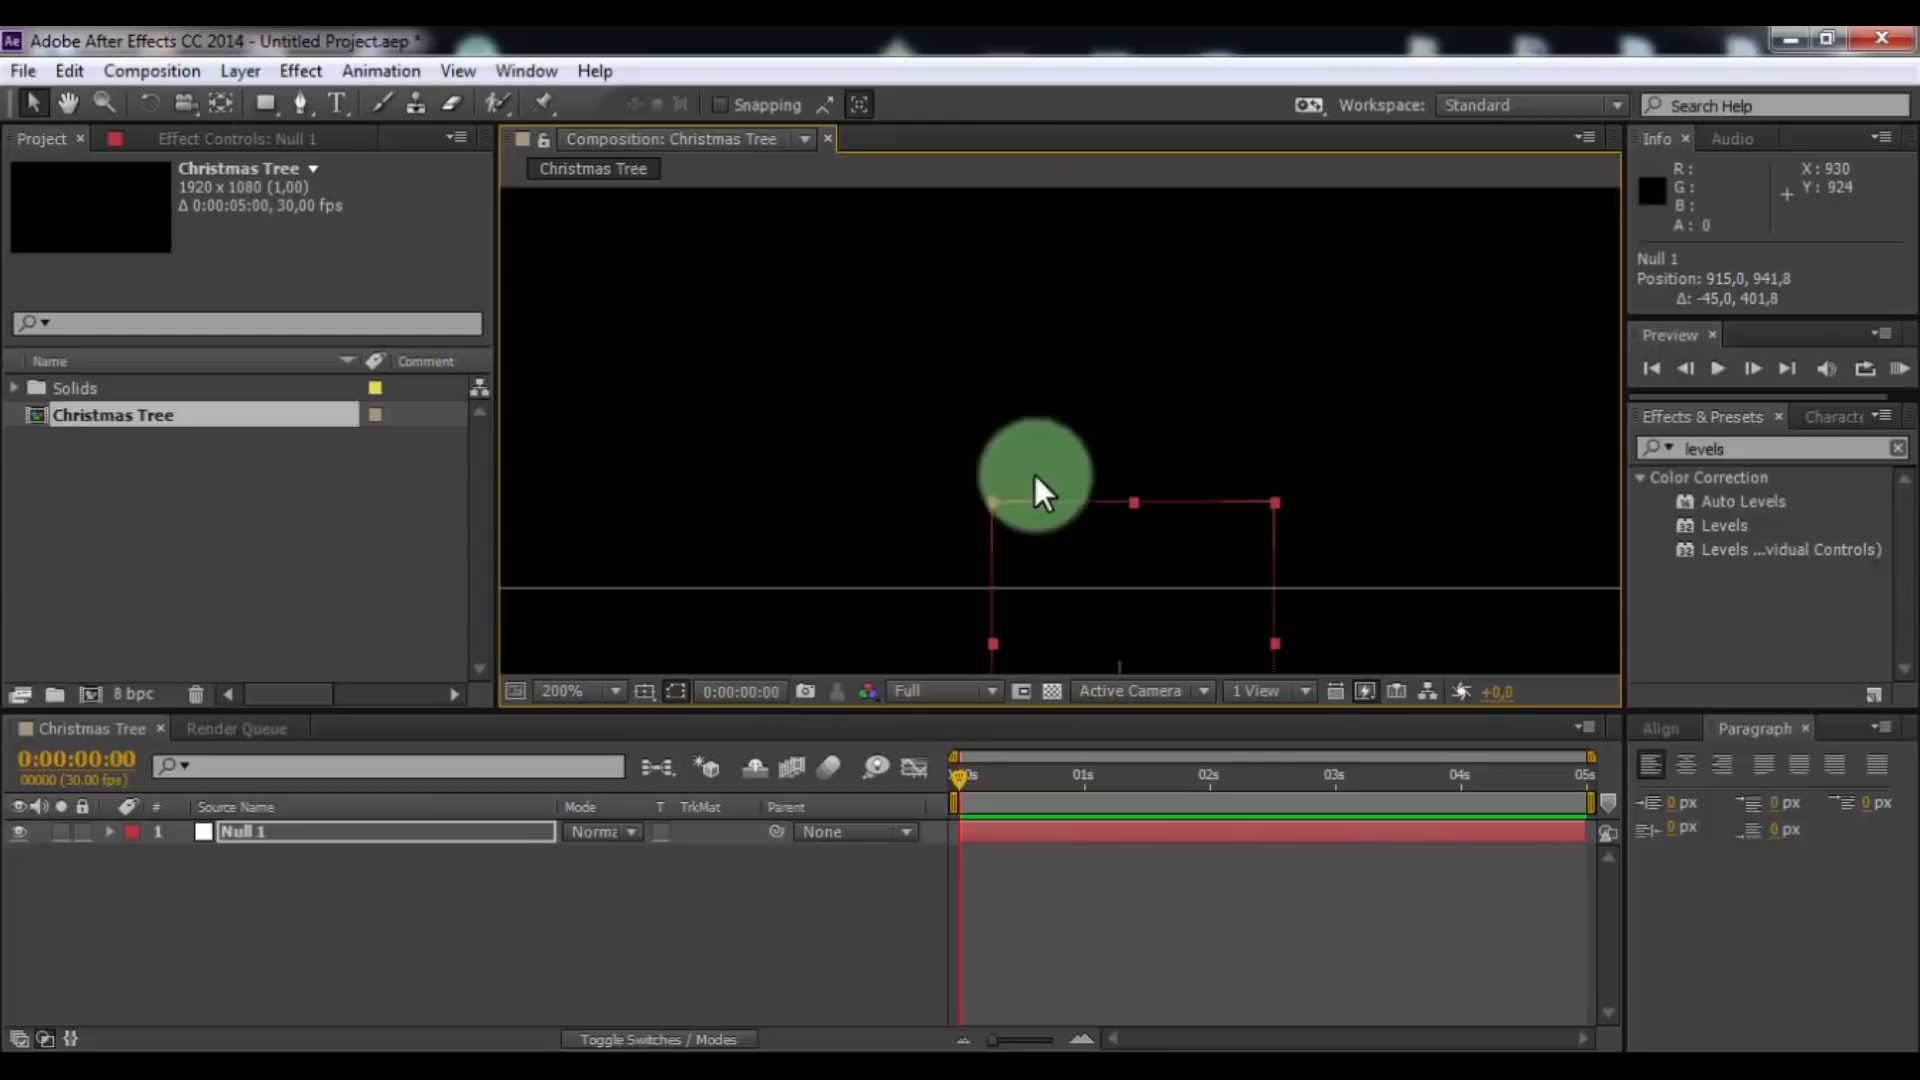 Ae Adobe After Effects CC 2014 - Untitled Project.aep *
File Edit Composition Layer Effect Animation View Window Help
T Snapping Workspace: Standard Search Help
Project × Effect Controls: Null 1
Christmas Tree
1920 x 1080 (1,00)
Δ 0:00:05:00, 30,00 fps
Name Comment
Solids
Christmas Tree
8 bpc
Composition: Christmas Tree ×
Christmas Tree
200% 0:00:00:00 Full Active Camera 1 View +0,0
Info × Audio
R :
G :
B :
A : 0
X : 930
Y : 924
Null 1
Position: 915,0, 941,8
Δ: -45,0, 401,8
Preview ×
Effects & Presets × Characte
levels
Color Correction
Auto Levels
Levels
Levels ...vidual Controls)
Christmas Tree × Render Queue
0:00:00:00
00000 (30.00 fps)
01s 02s 03s 04s 05s
# Source Name Mode T TrkMat Parent
1 Null 1 Norma None
Toggle Switches / Modes
Align Paragraph ×
0 px 0 px 0 px
0 px 0 px